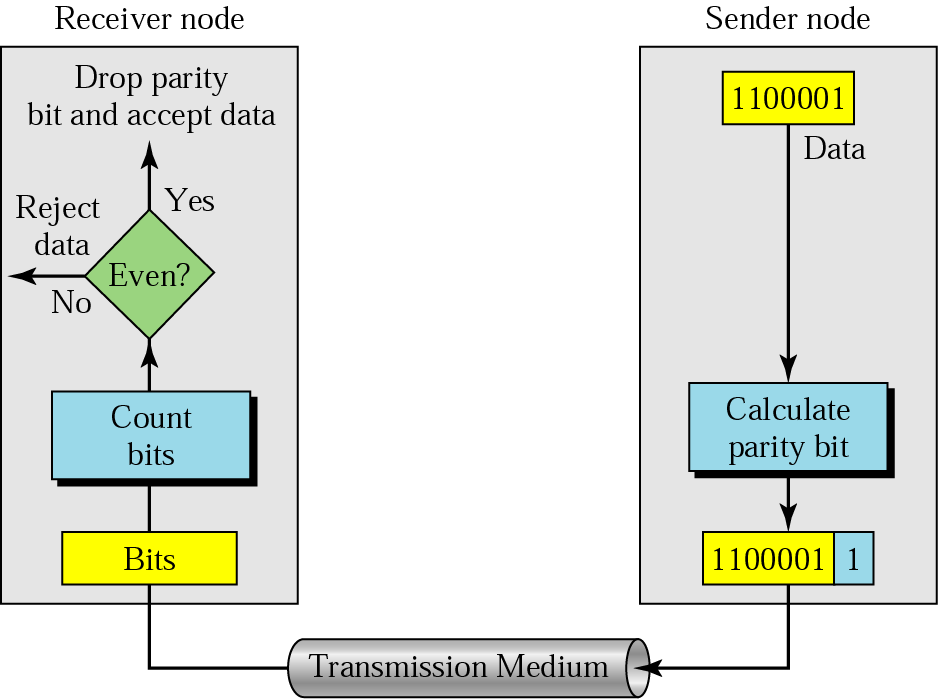 Receiver node
Drop parity
bit and accept data
Yes
Reject
data
Even?
No
Count
bits
Bits
Sender node
1100001
Data
Calculate
parity bit
1100001 1
Transmission Medium